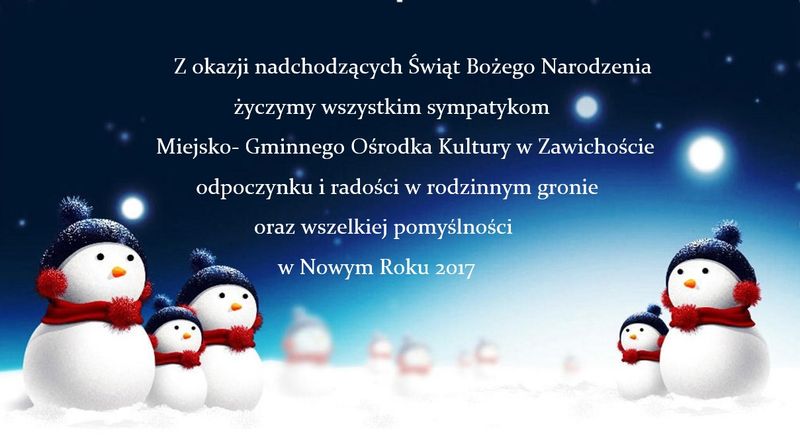 Z okazji nadchodzących Świąt Bożego Narodzenia
życzymy wszystkim sympatykom
Miejsko- Gminnego Ośrodka Kultury w Zawichoście
odpoczynku i radości w rodzinnym gronie
oraz wszelkiej pomyślności
w Nowym Roku 2017